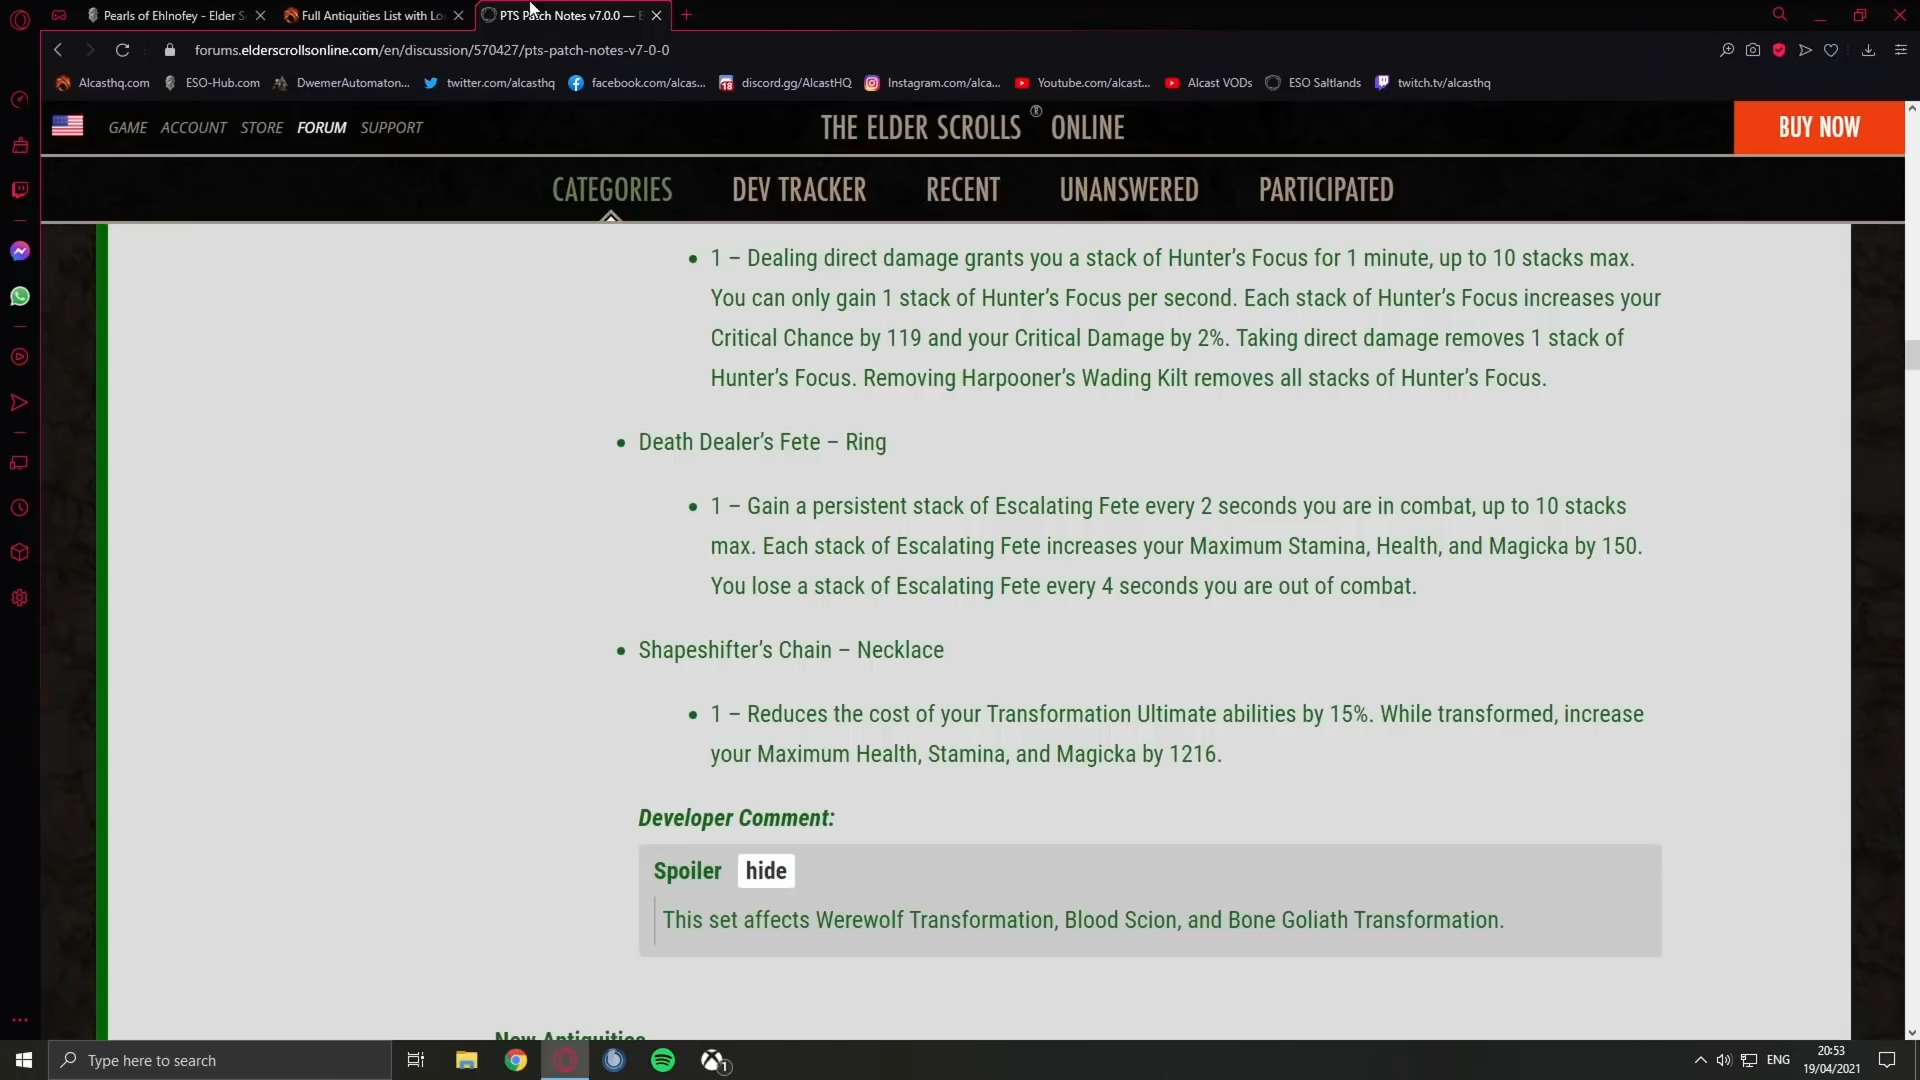 Pearls of Ehlnofey - Elder S
Full Antiquities List with Lo
PTS Patch Notes v7.0.0 — E
forums.elderscrollsonline.com/en/discussion/570427/pts-patch-notes-v7-0-0
Alcasthq.com ESO-Hub.com DwemerAutomaton... twitter.com/alcasthq facebook.com/alcas... 18 discord.gg/AlcastHQ Instagram.com/alca... Youtube.com/alcast... Alcast VODs ESO Saltlands twitch.tv/alcasthq
GAME ACCOUNT STORE FORUM SUPPORT
THE ELDER SCROLLS ® ONLINE
BUY NOW
CATEGORIES DEV TRACKER RECENT UNANSWERED PARTICIPATED
• 1 – Dealing direct damage grants you a stack of Hunter’s Focus for 1 minute, up to 10 stacks max.
You can only gain 1 stack of Hunter’s Focus per second. Each stack of Hunter’s Focus increases your
Critical Chance by 119 and your Critical Damage by 2%. Taking direct damage removes 1 stack of
Hunter’s Focus. Removing Harpooner’s Wading Kilt removes all stacks of Hunter’s Focus.
• Death Dealer’s Fete – Ring
• 1 – Gain a persistent stack of Escalating Fete every 2 seconds you are in combat, up to 10 stacks
max. Each stack of Escalating Fete increases your Maximum Stamina, Health, and Magicka by 150.
You lose a stack of Escalating Fete every 4 seconds you are out of combat.
• Shapeshifter’s Chain – Necklace
• 1 – Reduces the cost of your Transformation Ultimate abilities by 15%. While transformed, increase
your Maximum Health, Stamina, and Magicka by 1216.
Developer Comment:
Spoiler hide
This set affects Werewolf Transformation, Blood Scion, and Bone Goliath Transformation.
New Antiquities
Type here to search
1
ENG
20:53
19/04/2021